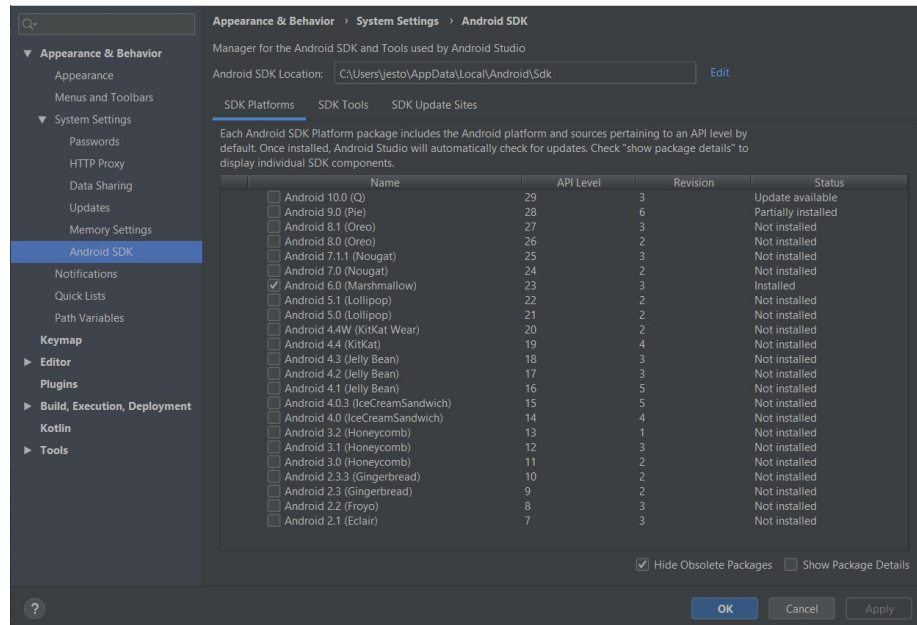 Appearance & Behavior
Appearance
Menus and Toolbars
System Settings
Passwords
HTTP Proxy
Data Sharing
Updates
Memory Settings
Android SDK
Notifications
Quick Lists
Path Variables
Keymap
Editor
Plugins
Build, Execution, Deployment
Kotlin
Tools
Appearance & Behavior › System Settings › Android SDK
Manager for the Android SDK and Tools used by Android Studio
Android SDK Location: C:\Users\jesto\AppData\Local\Android\Sdk Edit
SDK Platforms SDK Tools SDK Update Sites
Each Android SDK Platform package includes the Android platform and sources pertaining to an API level by
default. Once installed, Android Studio will automatically check for updates. Check "show package details" to
display individual SDK components.
Name API Level Revision Status
Android 10.0 (Q) 29 3 Update available
Android 9.0 (Pie) 28 6 Partially installed
Android 8.1 (Oreo) 27 3 Not installed
Android 8.0 (Oreo) 26 2 Not installed
Android 7.1.1 (Nougat) 25 3 Not installed
Android 7.0 (Nougat) 24 2 Not installed
Android 6.0 (Marshmallow) 23 3 Installed
Android 5.1 (Lollipop) 22 2 Not installed
Android 5.0 (Lollipop) 21 2 Not installed
Android 4.4W (KitKat Wear) 20 2 Not installed
Android 4.4 (KitKat) 19 4 Not installed
Android 4.3 (Jelly Bean) 18 3 Not installed
Android 4.2 (Jelly Bean) 17 3 Not installed
Android 4.1 (Jelly Bean) 16 5 Not installed
Android 4.0.3 (IceCreamSandwich) 15 5 Not installed
Android 4.0 (IceCreamSandwich) 14 4 Not installed
Android 3.2 (Honeycomb) 13 1 Not installed
Android 3.1 (Honeycomb) 12 3 Not installed
Android 3.0 (Honeycomb) 11 2 Not installed
Android 2.3.3 (Gingerbread) 10 2 Not installed
Android 2.3 (Gingerbread) 9 2 Not installed
Android 2.2 (Froyo) 8 3 Not installed
Android 2.1 (Eclair) 7 3 Not installed
Hide Obsolete Packages Show Package Details
? OK Cancel Apply